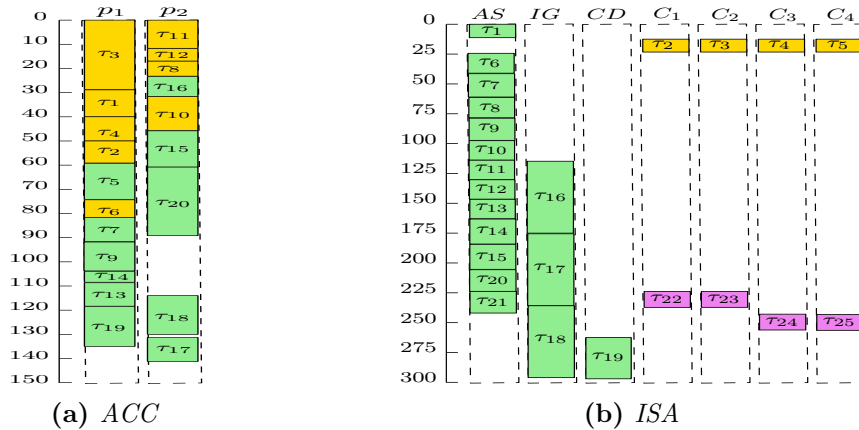 p1 p2
0
10
20
30
40
50
60
70
80
90
100
110
120
130
140
150
τ3
τ1
τ4
τ2
τ5
τ6
τ7
τ9
τ14
τ13
τ19
τ11
τ12
τ8
τ16
τ10
τ15
τ20
τ18
τ17
(a) ACC
AS IG CD C1 C2 C3 C4
0
25
50
75
100
125
150
175
200
225
250
275
300
τ1
τ6
τ7
τ8
τ9
τ10
τ11
τ12
τ13
τ14
τ15
τ20
τ21
τ16
τ17
τ18
τ19
τ2 τ3 τ4 τ5
τ22 τ23
τ24 τ25
(b) ISA